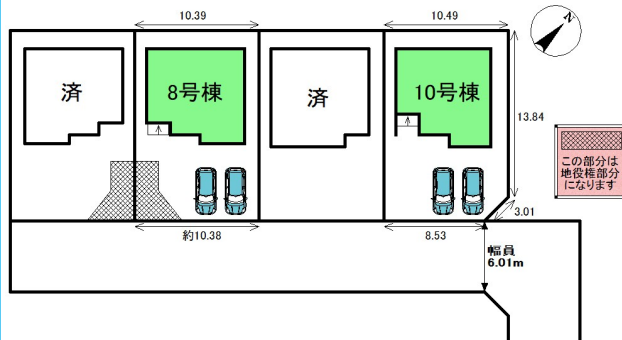 10.39
10.49
N
済
8号棟
済
10号棟
13.84
この部分は
地役権部分
になります
3.01
約10.38
8.53
幅員
6.01m